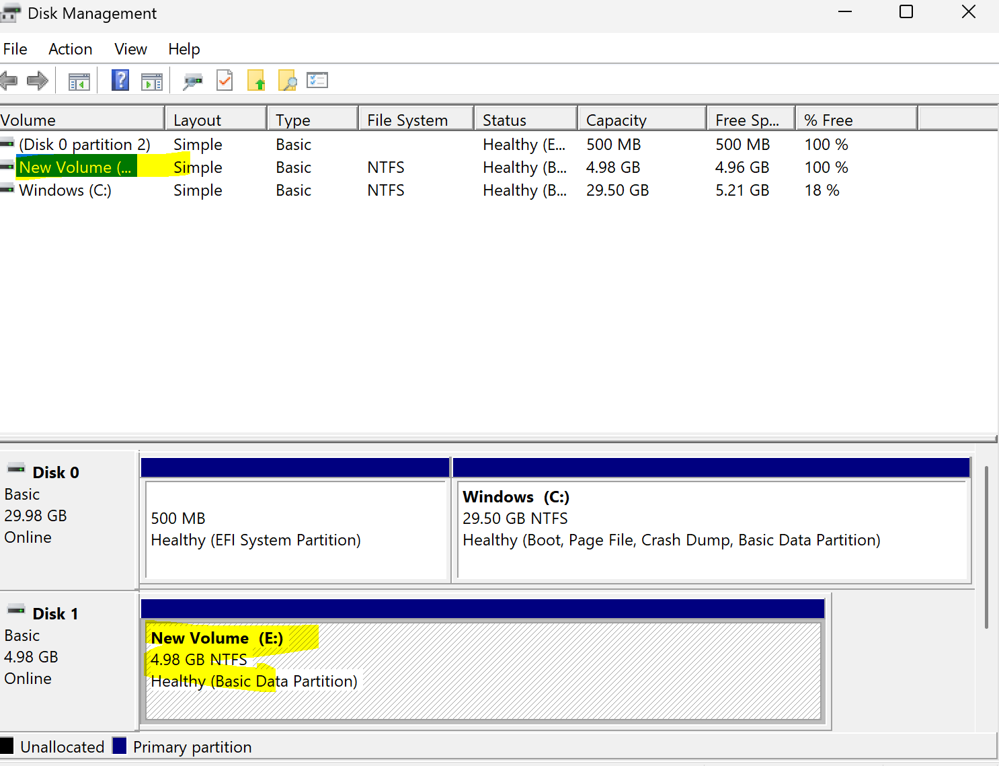 Disk Management
File Action View Help
Volume Layout Type File System Status Capacity Free Sp... % Free
(Disk 0 partition 2) Simple Basic Healthy (E... 500 MB 500 MB 100 %
New Volume (... Simple Basic NTFS Healthy (B... 4.98 GB 4.96 GB 100 %
Windows (C:) Simple Basic NTFS Healthy (B... 29.50 GB 5.21 GB 18 %
Disk 0
Basic
29.98 GB
Online
500 MB
Healthy (EFI System Partition)
Windows (C:)
29.50 GB NTFS
Healthy (Boot, Page File, Crash Dump, Basic Data Partition)
Disk 1
Basic
4.98 GB
Online
New Volume (E:)
4.98 GB NTFS
Healthy (Basic Data Partition)
Unallocated Primary partition